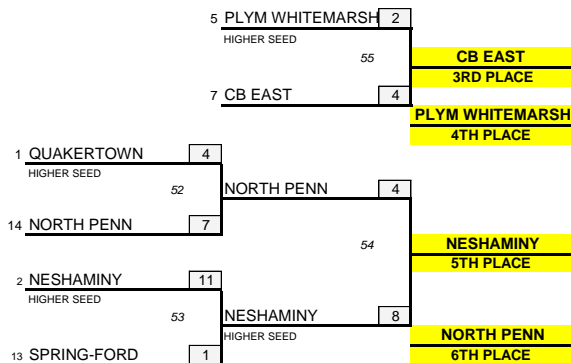 5 PLYM WHITEMARSH 2
HIGHER SEED
55
CB EAST
3RD PLACE
7 CB EAST 4
PLYM WHITEMARSH
4TH PLACE
1 QUAKERTOWN 4
HIGHER SEED
52
NORTH PENN 4
14 NORTH PENN 7
54
NESHAMINY
5TH PLACE
2 NESHAMINY 11
HIGHER SEED
53
NESHAMINY 8
HIGHER SEED
NORTH PENN
6TH PLACE
13 SPRING-FORD 1